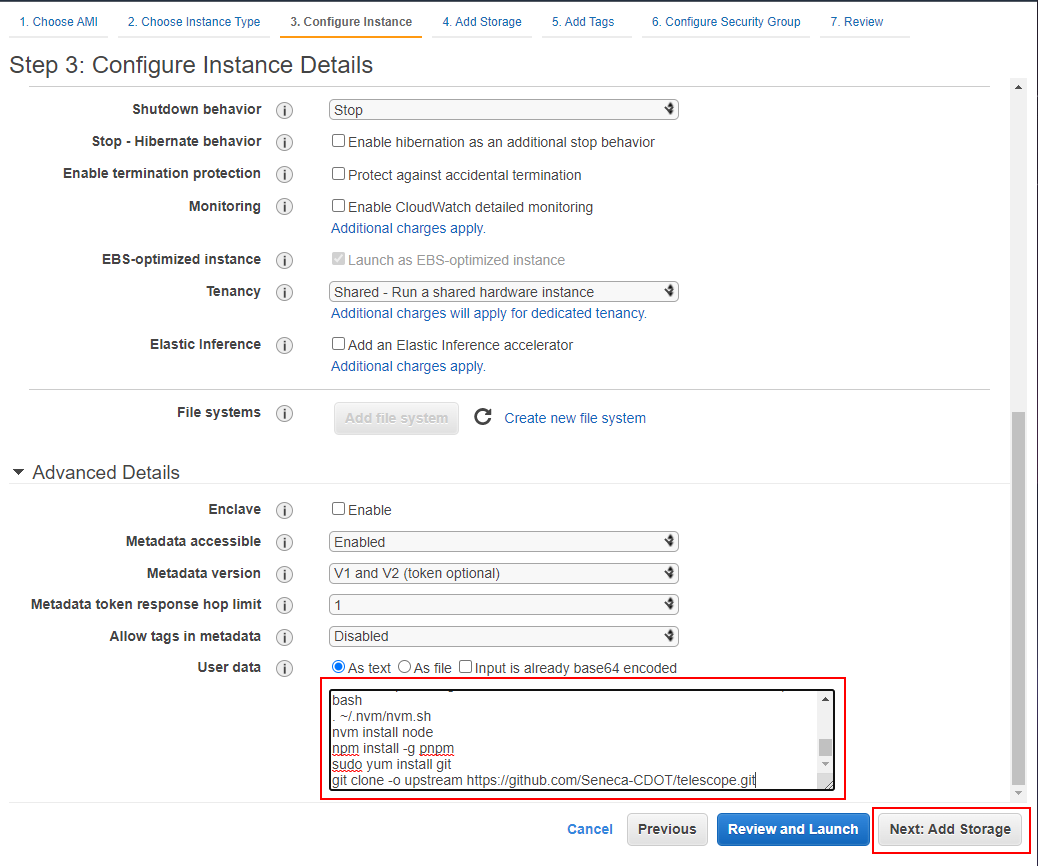 1. Choose AMI 2. Choose Instance Type 3. Configure Instance 4. Add Storage 5. Add Tags 6. Configure Security Group 7. Review
Step 3: Configure Instance Details
Shutdown behavior i Stop
Stop - Hibernate behavior i Enable hibernation as an additional stop behavior
Enable termination protection i Protect against accidental termination
Monitoring i Enable CloudWatch detailed monitoring
Additional charges apply.
EBS-optimized instance i Launch as EBS-optimized instance
Tenancy i Shared - Run a shared hardware instance
Additional charges will apply for dedicated tenancy.
Elastic Inference i Add an Elastic Inference accelerator
Additional charges apply.
File systems i Add file system Create new file system
Advanced Details
Enclave i Enable
Metadata accessible i Enabled
Metadata version i V1 and V2 (token optional)
Metadata token response hop limit i 1
Allow tags in metadata i Disabled
User data i As text As file Input is already base64 encoded
bash
. ~/.nvm/nvm.sh
nvm install node
npm install -g pnpm
sudo yum install git
git clone -o upstream https://github.com/Seneca-CDOT/telescope.git
Cancel Previous Review and Launch Next: Add Storage